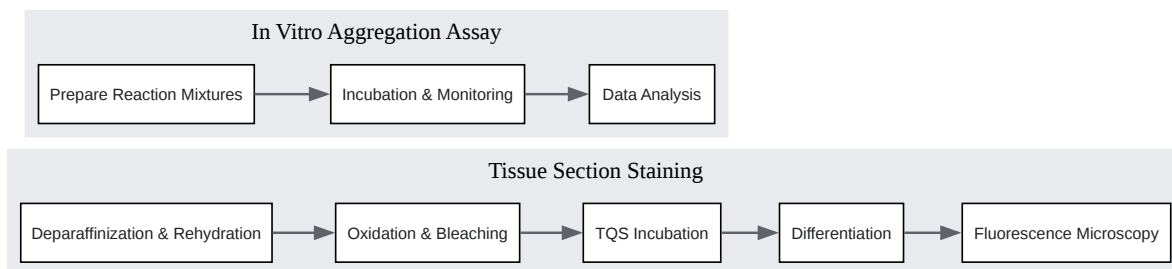 In Vitro Aggregation Assay
Prepare Reaction Mixtures
Incubation & Monitoring
Data Analysis
Tissue Section Staining
Deparaffinization & Rehydration
Oxidation & Bleaching
TQS Incubation
Differentiation
Fluorescence Microscopy